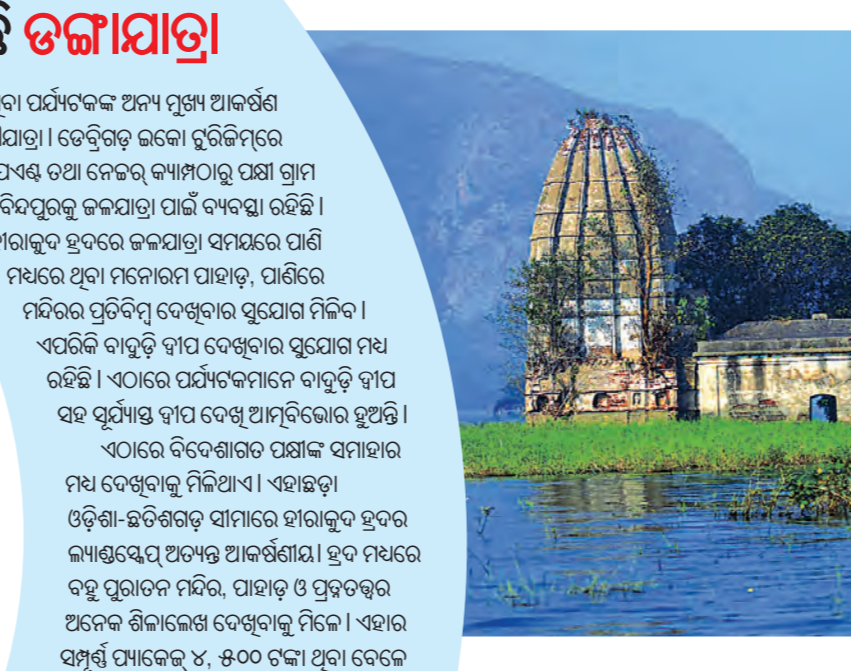 ଡଙ୍ଗାଯାତ୍ରା
ପର୍ଯ୍ୟଟକଙ୍କ ଅନ୍ୟ ମୁଖ୍ୟ ଆକର୍ଷଣ
ଡେବ୍ରିଗଡ଼ ଇକୋ ଟୁରିଜିମ୍‌ରେ
ତଥା ନେଚ୍ଚର୍ କ୍ୟାମ୍ପଠାରୁ ପକ୍ଷୀ ଗ୍ରାମ
ଜଳଯାତ୍ରା ପାଇଁ ବ୍ୟବସ୍ଥା ରହିଛି ।
ହୀରାକୁଦ ହ୍ରଦରେ ଜଳଯାତ୍ରା ସମୟରେ ପାଣି
ମଧ୍ୟରେ ଥିବା ମନୋରମ ପାହାଡ଼, ପାଣିରେ
ମନ୍ଦିରର ପ୍ରତିବିମ୍ବ ଦେଖିବାର ସୁଯୋଗ ମିଳିବ ।
ଏପରିକି ବାଦୁଡ଼ି ଦ୍ୱୀପ ଦେଖିବାର ସୁଯୋଗ ମଧ୍ୟ
ରହିଛି । ଏଠାରେ ପର୍ଯ୍ୟଟକମାନେ ବାଦୁଡ଼ି ଦ୍ୱୀପ
ସହ ସୂର୍ଯ୍ୟାସ୍ତ ଦ୍ୱୀପ ଦେଖି ଆତ୍ମବିଭୋର ହୁଅନ୍ତି ।
ଏଠାରେ ବିଦେଶାଗତ ପକ୍ଷୀଙ୍କ ସମାହାର
ମଧ୍ୟ ଦେଖିବାକୁ ମିଳିଥାଏ । ଏହାଛଡ଼ା
ଓଡ଼ିଶା-ଛତିଶଗଡ଼ ସୀମାରେ ହୀରାକୁଦ ହ୍ରଦର
ଲ୍ୟାଣ୍ଡସ୍କେପ୍ ଅତ୍ୟନ୍ତ ଆକର୍ଷଣୀୟ । ହ୍ରଦ ମଧ୍ୟରେ
ବହୁ ପୁରାତନ ମନ୍ଦିର, ପାହାଡ଼ ଓ ପ୍ରତ୍ନତତ୍ତ୍ୱର
ଅନେକ ଶିଳାଲେଖ ଦେଖିବାକୁ ମିଳେ । ଏହାର
ସମ୍ପୂର୍ଣ୍ଣ ପ୍ୟାକେଜ୍ ୪, ୫୦୦ ଟଙ୍କା ଥିବା ବେଳେ